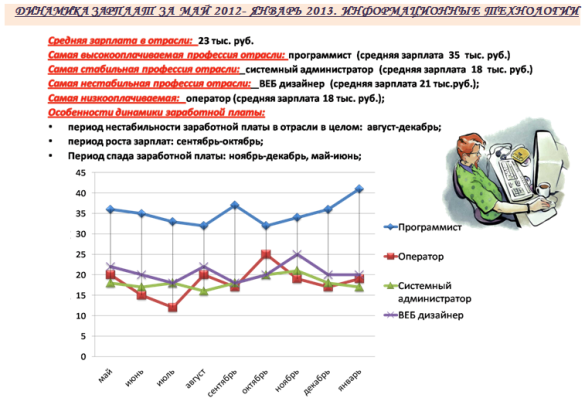 ДИНАМИКА ЗАРПЛАТ ЗА МАЙ 2012- ЯНВАРЬ 2013. ИНФОРМАЦИОННЫЕ ТЕХНОЛОГИИ
Средняя зарплата в отрасли: 23 тыс. руб.
Самая высокооплачиваемая профессия отрасли: программист (средняя зарплата 35 тыс. руб.)
Самая стабильная профессия отрасли: системный администратор (средняя зарплата 18 тыс. руб.)
Самая нестабильная профессия отрасли: ВЕБ дизайнер (средняя зарплата 21 тыс.руб.);
Самая низкооплачиваемая: оператор (средняя зарплата 18 тыс. руб.);
Особенности динамики заработной платы:
• период нестабильности заработной платы в отрасли в целом: август-декабрь;
• период роста зарплат: сентябрь-октябрь;
• Период спада заработной платы: ноябрь-декабрь, май-июнь;
45
40
35
30
25
20
15
10
5
0
май июнь июль август сентябрь октябрь ноябрь декабрь январь
Программист
Оператор
Системный
администратор
ВЕБ дизайнер